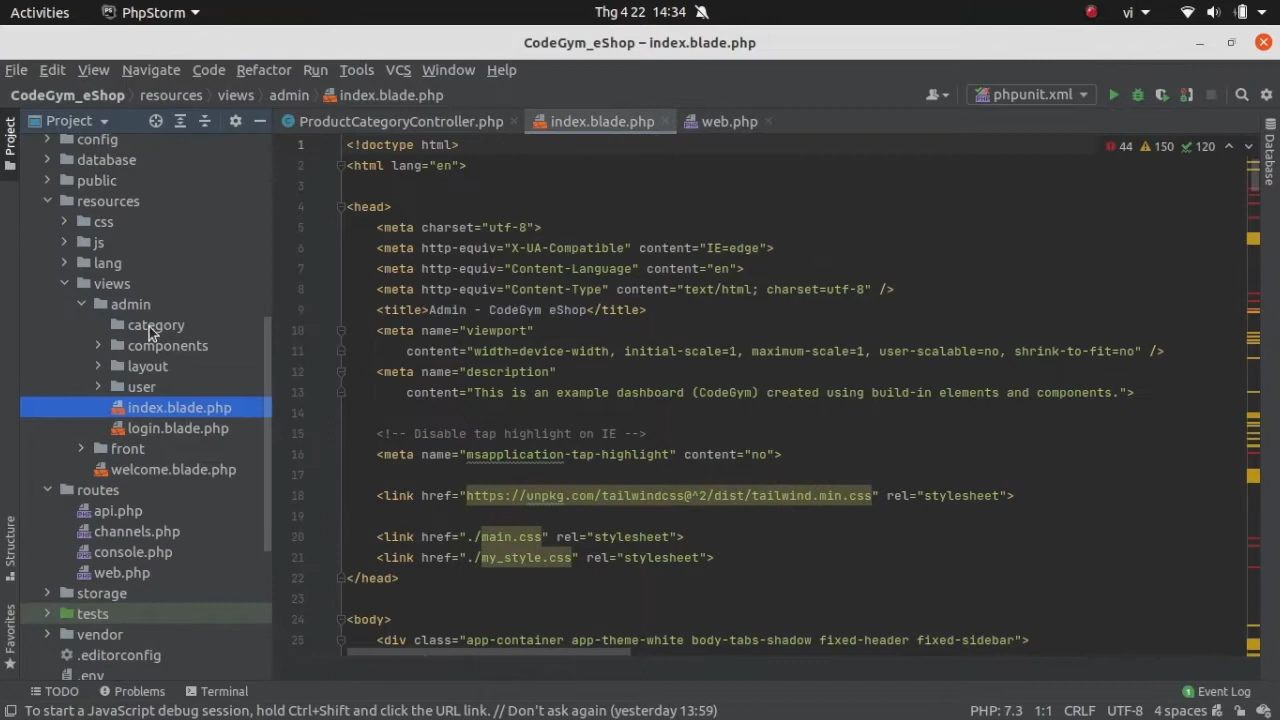 Activities PhpStorm Thg 4 22 14:34 vi
CodeGym_eShop – index.blade.php
File Edit View Navigate Code Refactor Run Tools VCS Window Help
CodeGym_eShop resources views admin index.blade.php phpunit.xml
Project
Project
ProductCategoryController.php index.blade.php web.php
Database
config
database
public
resources
css
js
lang
views
admin
category
components
layout
user
index.blade.php
login.blade.php
front
welcome.blade.php
routes
api.php
channels.php
console.php
web.php
storage
tests
vendor
.editorconfig
.env
Structure
Favorites
44 150 120
1 <!doctype html>
2 <html lang="en">
3
4 <head>
5 <meta charset="utf-8">
6 <meta http-equiv="X-UA-Compatible" content="IE=edge">
7 <meta http-equiv="Content-Language" content="en">
8 <meta http-equiv="Content-Type" content="text/html; charset=utf-8" />
9 <title>Admin - CodeGym eShop</title>
10 <meta name="viewport"
11 content="width=device-width, initial-scale=1, maximum-scale=1, user-scalable=no, shrink-to-fit=no" />
12 <meta name="description"
13 content="This is an example dashboard (CodeGym) created using build-in elements and components.">
14
15 <!-- Disable tap highlight on IE -->
16 <meta name="msapplication-tap-highlight" content="no">
17
18 <link href="https://unpkg.com/tailwindcss@^2/dist/tailwind.min.css" rel="stylesheet">
19
20 <link href="./main.css" rel="stylesheet">
21 <link href="./my_style.css" rel="stylesheet">
22 </head>
23
24 <body>
25 <div class="app-container app-theme-white body-tabs-shadow fixed-header fixed-sidebar">
TODO Problems Terminal 1 Event Log
To start a JavaScript debug session, hold Ctrl+Shift and click the URL link. // Don't ask again (yesterday 13:59) PHP: 7.3 1:1 CRLF UTF-8 4 spaces